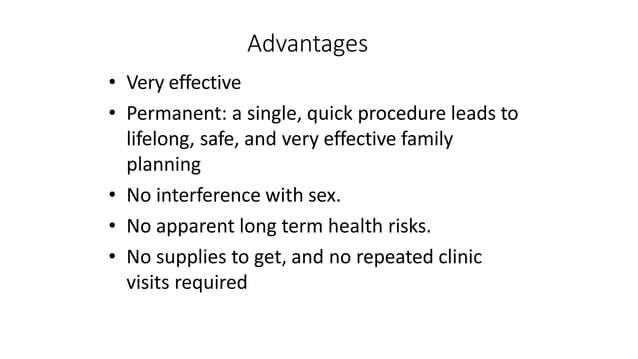 Advantages
• Very effective
• Permanent: a single, quick procedure leads to
lifelong, safe, and very effective family
planning
• No interference with sex.
• No apparent long term health risks.
• No supplies to get, and no repeated clinic
visits required